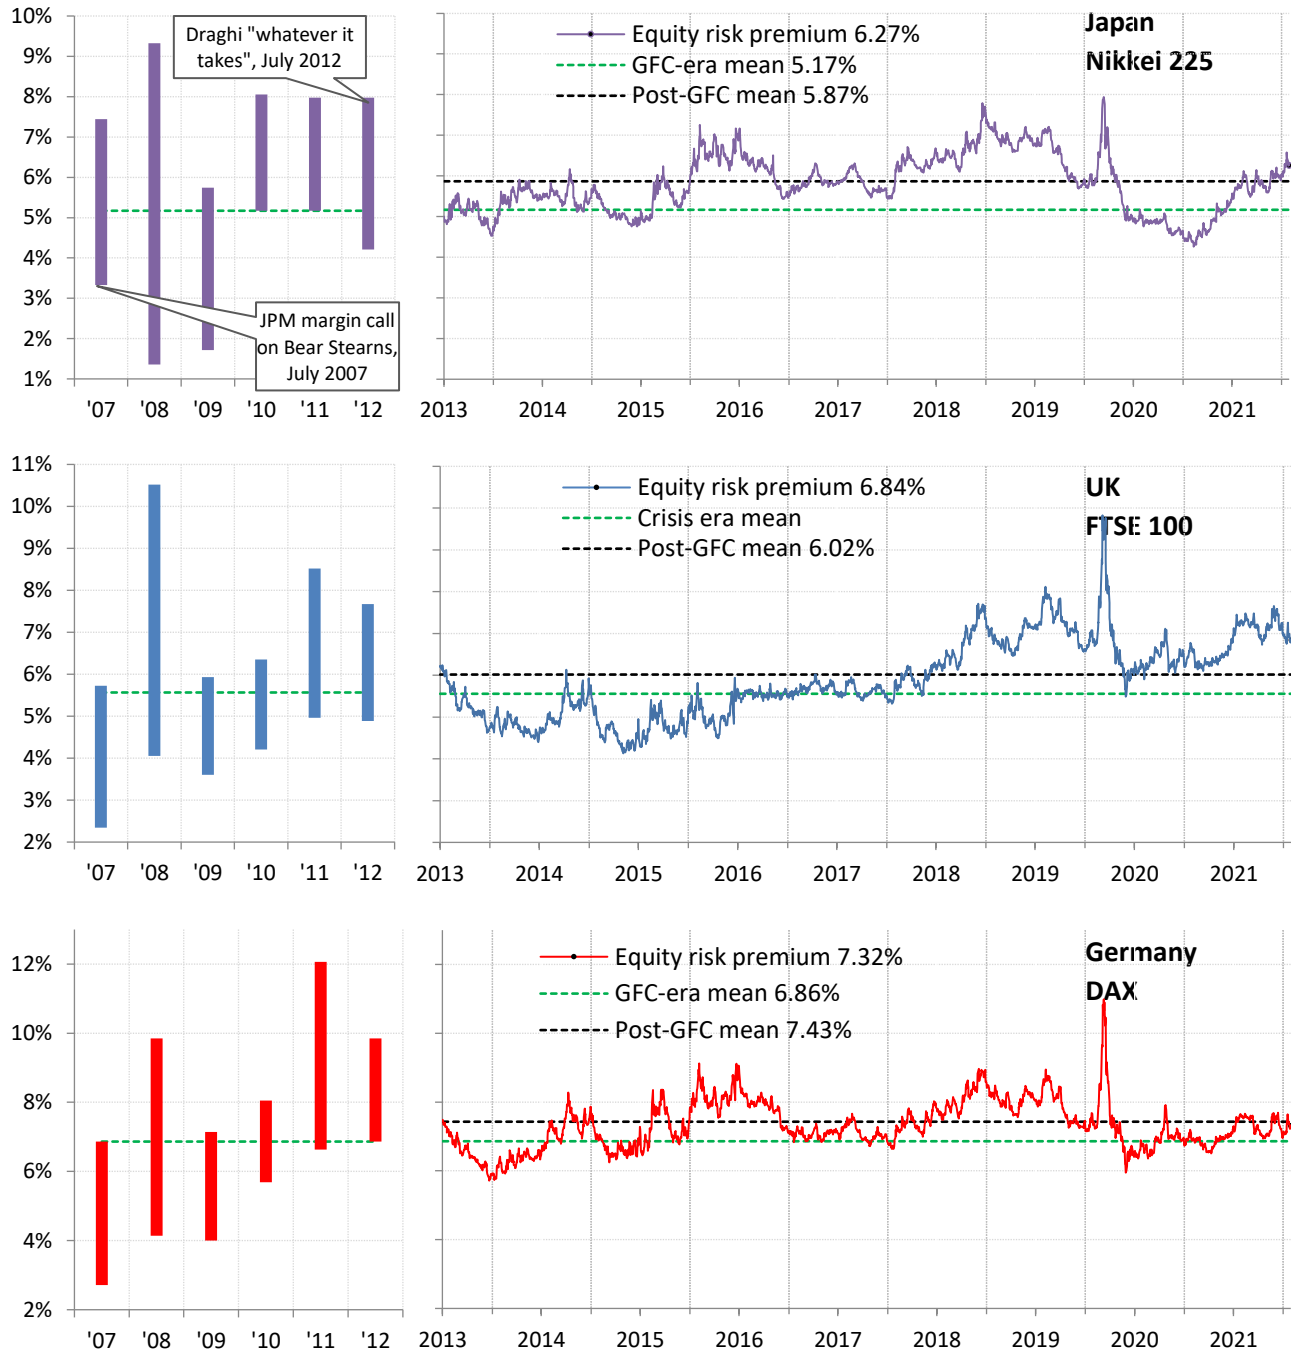 10%
9%
8%
7%
6%
5%
4%
3%
2%
1%
Draghi "whatever it
takes", July 2012
JPM margin call
on Bear Stearns,
July 2007
'07 '08 '09 '10 '11 '12
Equity risk premium 6.27%
GFC-era mean 5.17%
Post-GFC mean 5.87%
Japan
Nikkei 225
2013 2014 2015 2016 2017 2018 2019 2020 2021
11%
10%
9%
8%
7%
6%
5%
4%
3%
2%
'07 '08 '09 '10 '11 '12
Equity risk premium 6.84%
Crisis era mean
Post-GFC mean 6.02%
UK
FTSE 100
2013 2014 2015 2016 2017 2018 2019 2020 2021
12%
10%
8%
6%
4%
2%
'07 '08 '09 '10 '11 '12
Equity risk premium 7.32%
GFC-era mean 6.86%
Post-GFC mean 7.43%
Germany
DAX
2013 2014 2015 2016 2017 2018 2019 2020 2021